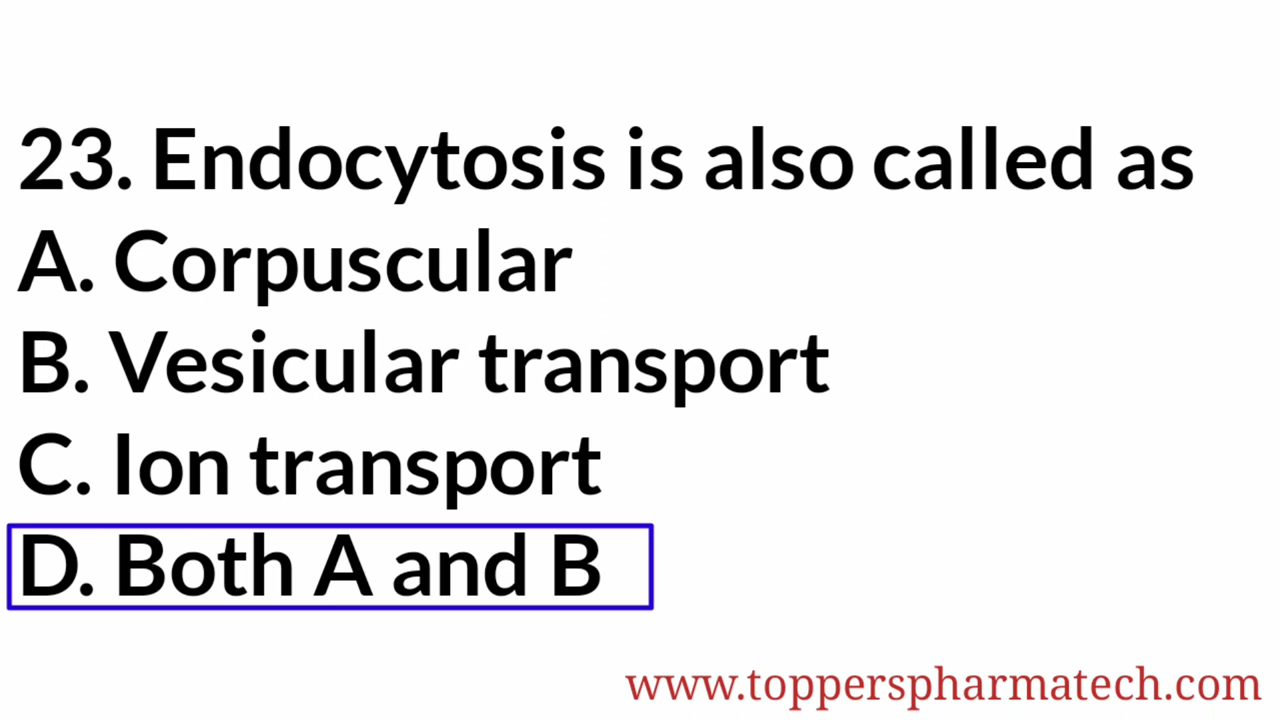 23. Endocytosis is also called as
A. Corpuscular
B. Vesicular transport
C. Ion transport
D. Both A and B
www.topperspharmatech.com